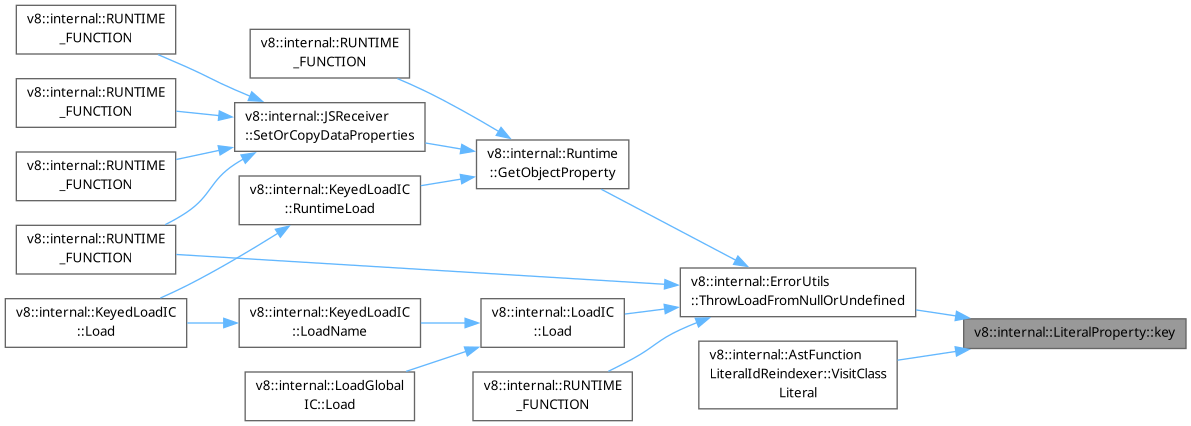 v8::internal::RUNTIME
_FUNCTION
v8::internal::RUNTIME
_FUNCTION
v8::internal::RUNTIME
_FUNCTION
v8::internal::RUNTIME
_FUNCTION
v8::internal::KeyedLoadIC
::Load
v8::internal::RUNTIME
_FUNCTION
v8::internal::JSReceiver
::SetOrCopyDataProperties
v8::internal::KeyedLoadIC
::RuntimeLoad
v8::internal::KeyedLoadIC
::LoadName
v8::internal::LoadGlobal
IC::Load
v8::internal::Runtime
::GetObjectProperty
v8::internal::LoadIC
::Load
v8::internal::RUNTIME
_FUNCTION
v8::internal::ErrorUtils
::ThrowLoadFromNullOrUndefined
v8::internal::AstFunction
LiteralIdReindexer::VisitClass
Literal
v8::internal::LiteralProperty::key